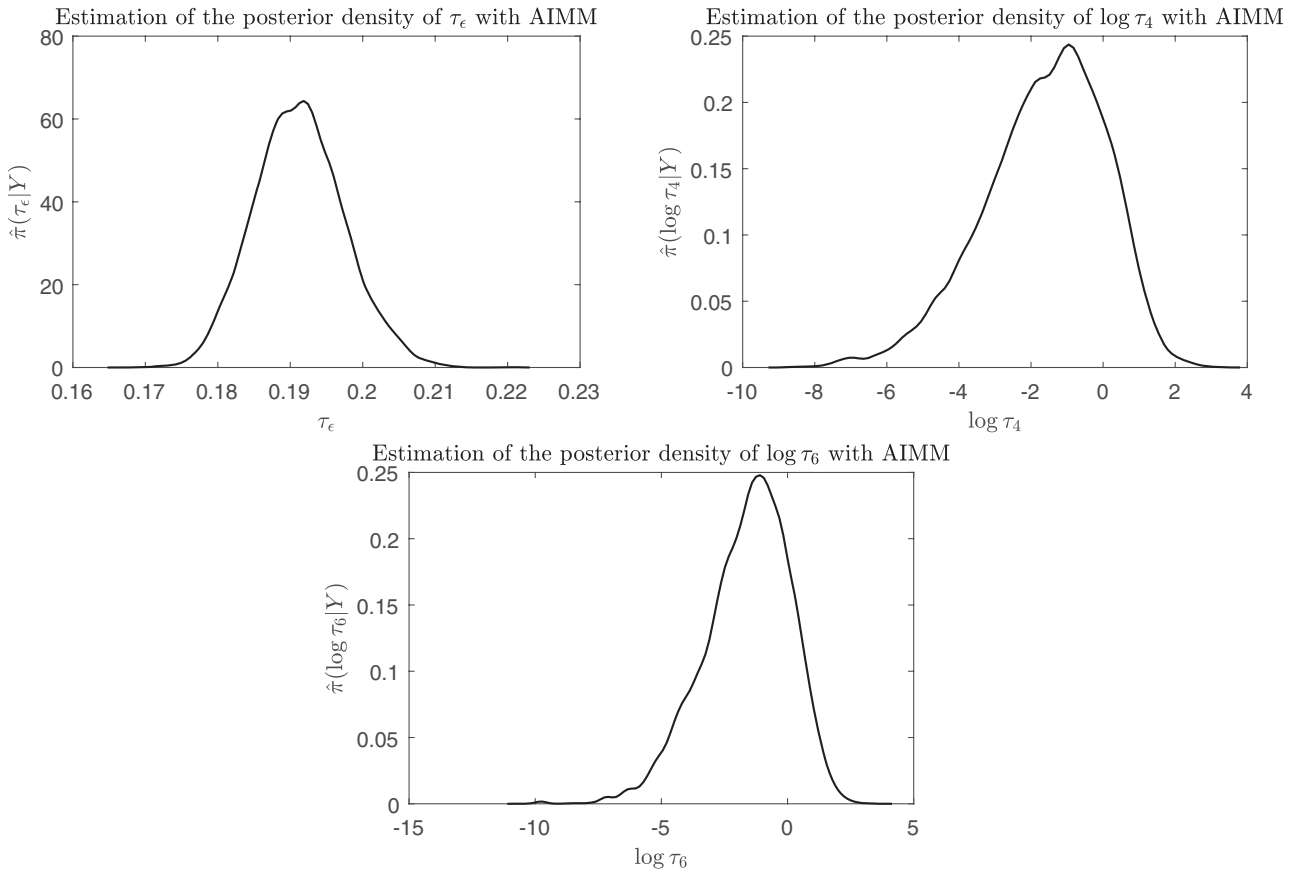 Estimation of the posterior density of τ_ϵ with AIMM
80
60
40
20
0
π̂(τ_ϵ|Y)
0.16 0.17 0.18 0.19 0.2 0.21 0.22 0.23
τ_ϵ
Estimation of the posterior density of log τ_4 with AIMM
0.25
0.2
0.15
0.1
0.05
0
π̂(log τ_4|Y)
-10 -8 -6 -4 -2 0 2 4
log τ_4
Estimation of the posterior density of log τ_6 with AIMM
0.25
0.2
0.15
0.1
0.05
0
π̂(log τ_6|Y)
-15 -10 -5 0 5
log τ_6